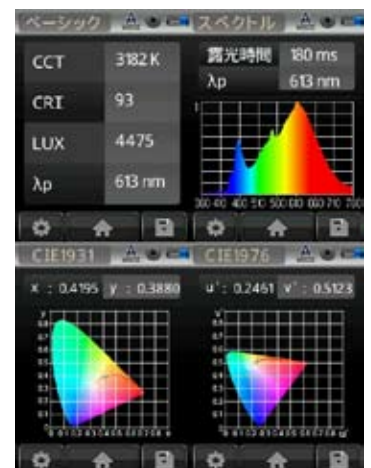 ベーシック
CCT 3182 K
CRI 93
LUX 4475
λp 613 nm
スペクトル
露光時間 180 ms
λp 613 nm
1
CIE1931
x : 0.4195 y : 0.3880
y
x
CIE1976
u' : 0.2461 v' : 0.5123
v'
u'